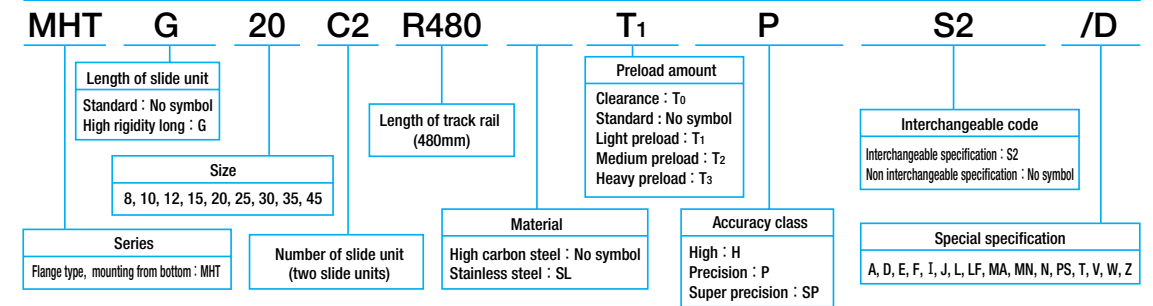 MHT G 20 C2 R480 T1 P S2 /D
Length of slide unit
Standard : No symbol
High rigidity long : G
Size
8, 10, 12, 15, 20, 25, 30, 35, 45
Series
Flange type, mounting from bottom : MHT
Number of slide unit
(two slide units)
Length of track rail
(480mm)
Material
High carbon steel : No symbol
Stainless steel : SL
Preload amount
Clearance : T0
Standard : No symbol
Light preload : T1
Medium preload : T2
Heavy preload : T3
Accuracy class
High : H
Precision : P
Super precision : SP
Interchangeable code
Interchangeable specification : S2
Non interchangeable specification : No symbol
Special specification
A, D, E, F, I, J, L, LF, MA, MN, N, PS, T, V, W, Z